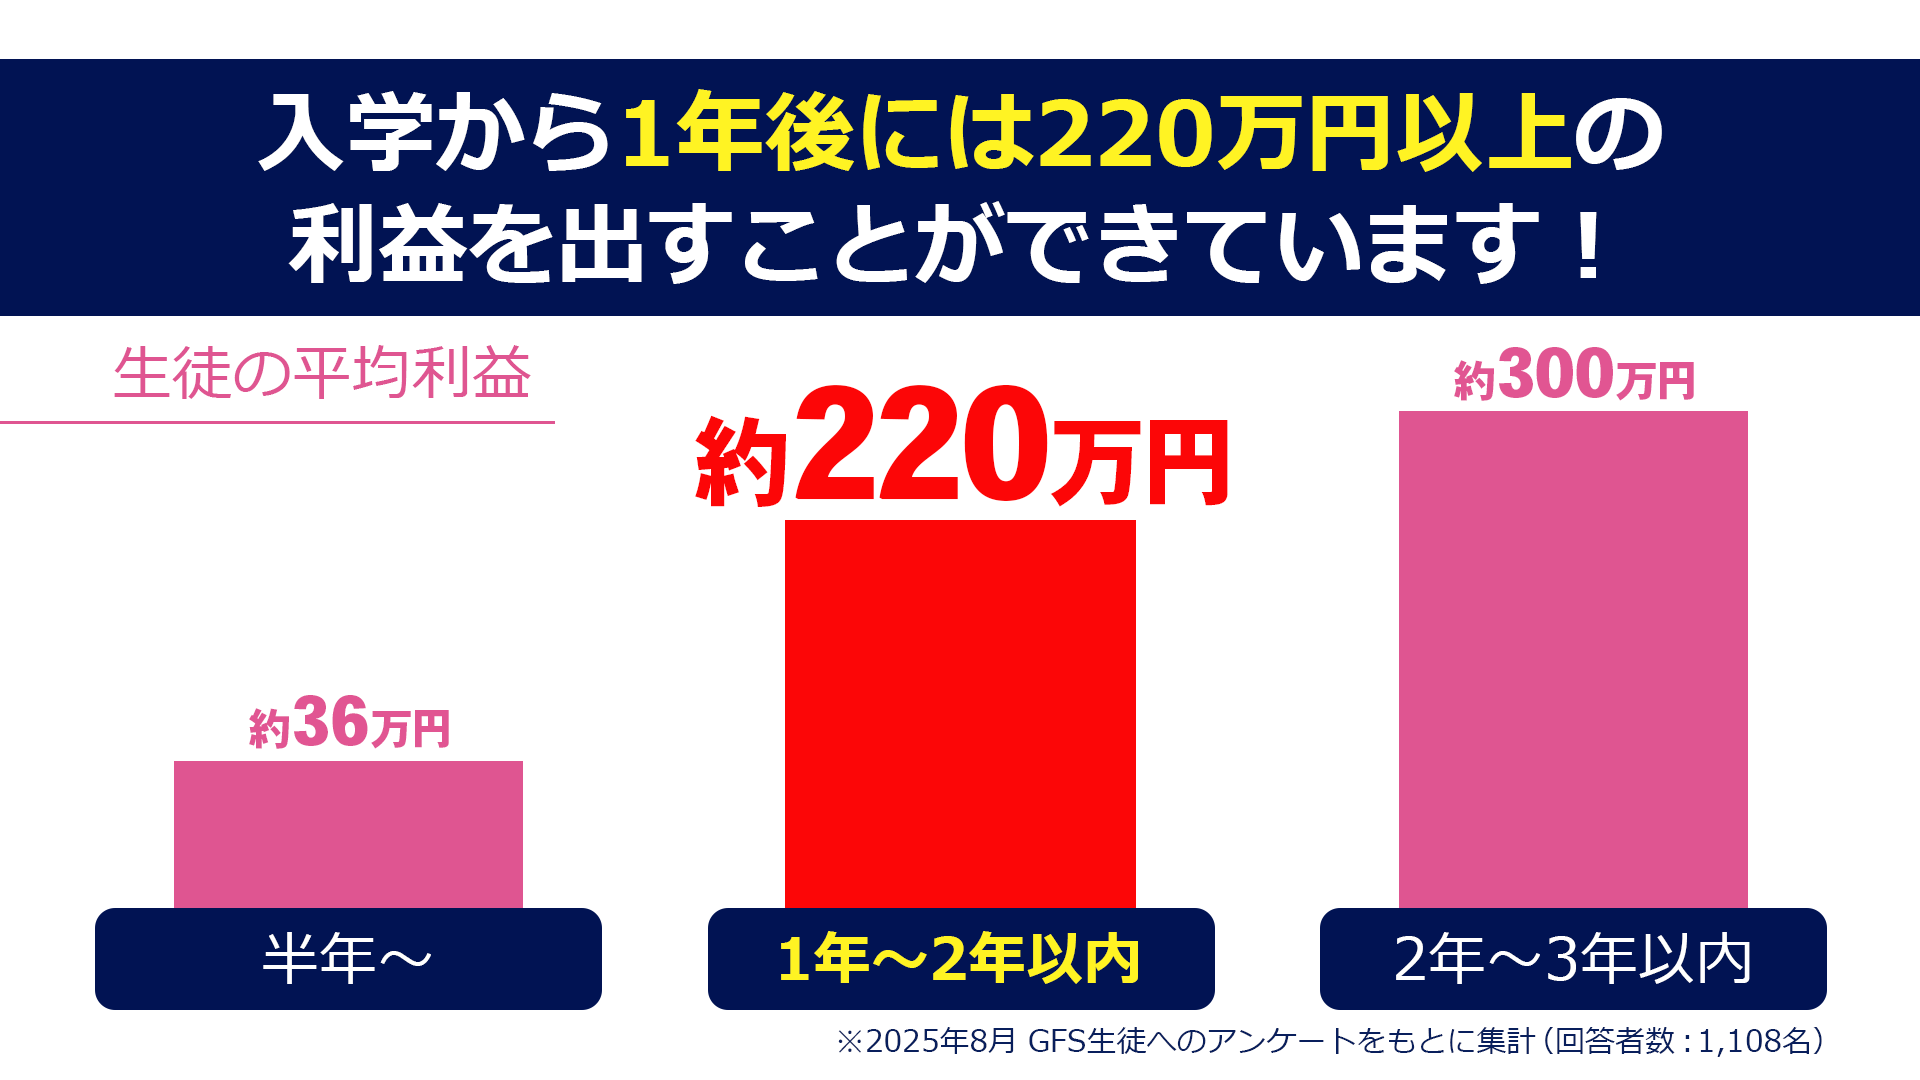 入学から1年後には220万円以上の
利益を出すことができています！
生徒の平均利益
約36万円
約220万円
約300万円
半年～
1年～2年以内
2年～3年以内
※2025年8月 GFS生徒へのアンケートをもとに集計（回答者数：1,108名）